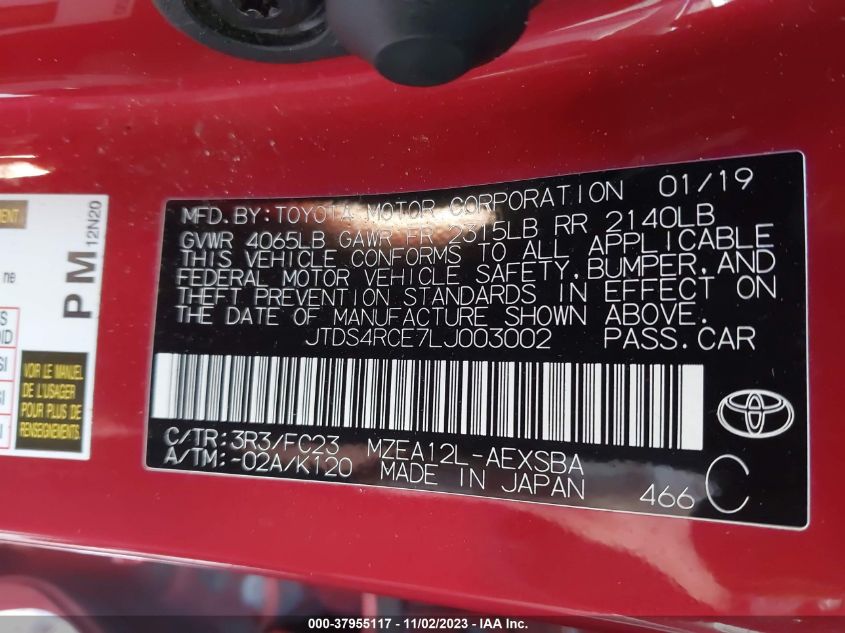 MFD. BY: TOYOTA MOTOR CORPORATION 01/19
GVWR 4065LB GAWR FR 2315LB RR 2140LB
THIS VEHICLE CONFORMS TO ALL APPLICABLE
FEDERAL MOTOR VEHICLE SAFETY, BUMPER, AND
THEFT PREVENTION STANDARDS IN EFFECT ON
THE DATE OF MANUFACTURE SHOWN ABOVE.
JTDS4RCE7LJ003002 PASS. CAR
C/TR: 3R3/FC23 MZEA12L-AEXSBA
A/TM: -02A/K120 MADE IN JAPAN
466 C
PM 12N20
ne
SI
SI
VOIR LE MANUEL
DE L'USAGER
POUR PLUS DE
RENSEIGNEMENTS
000-37955117 - 11/02/2023 - IAA Inc.